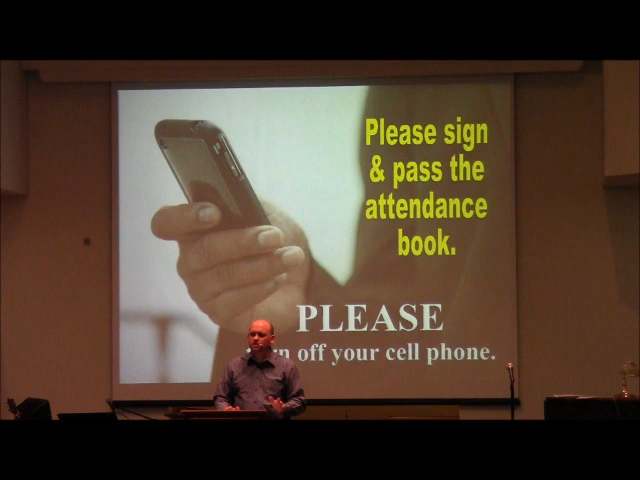 Please sign
& pass the
attendance
book.
PLEASE
off your cell phone.